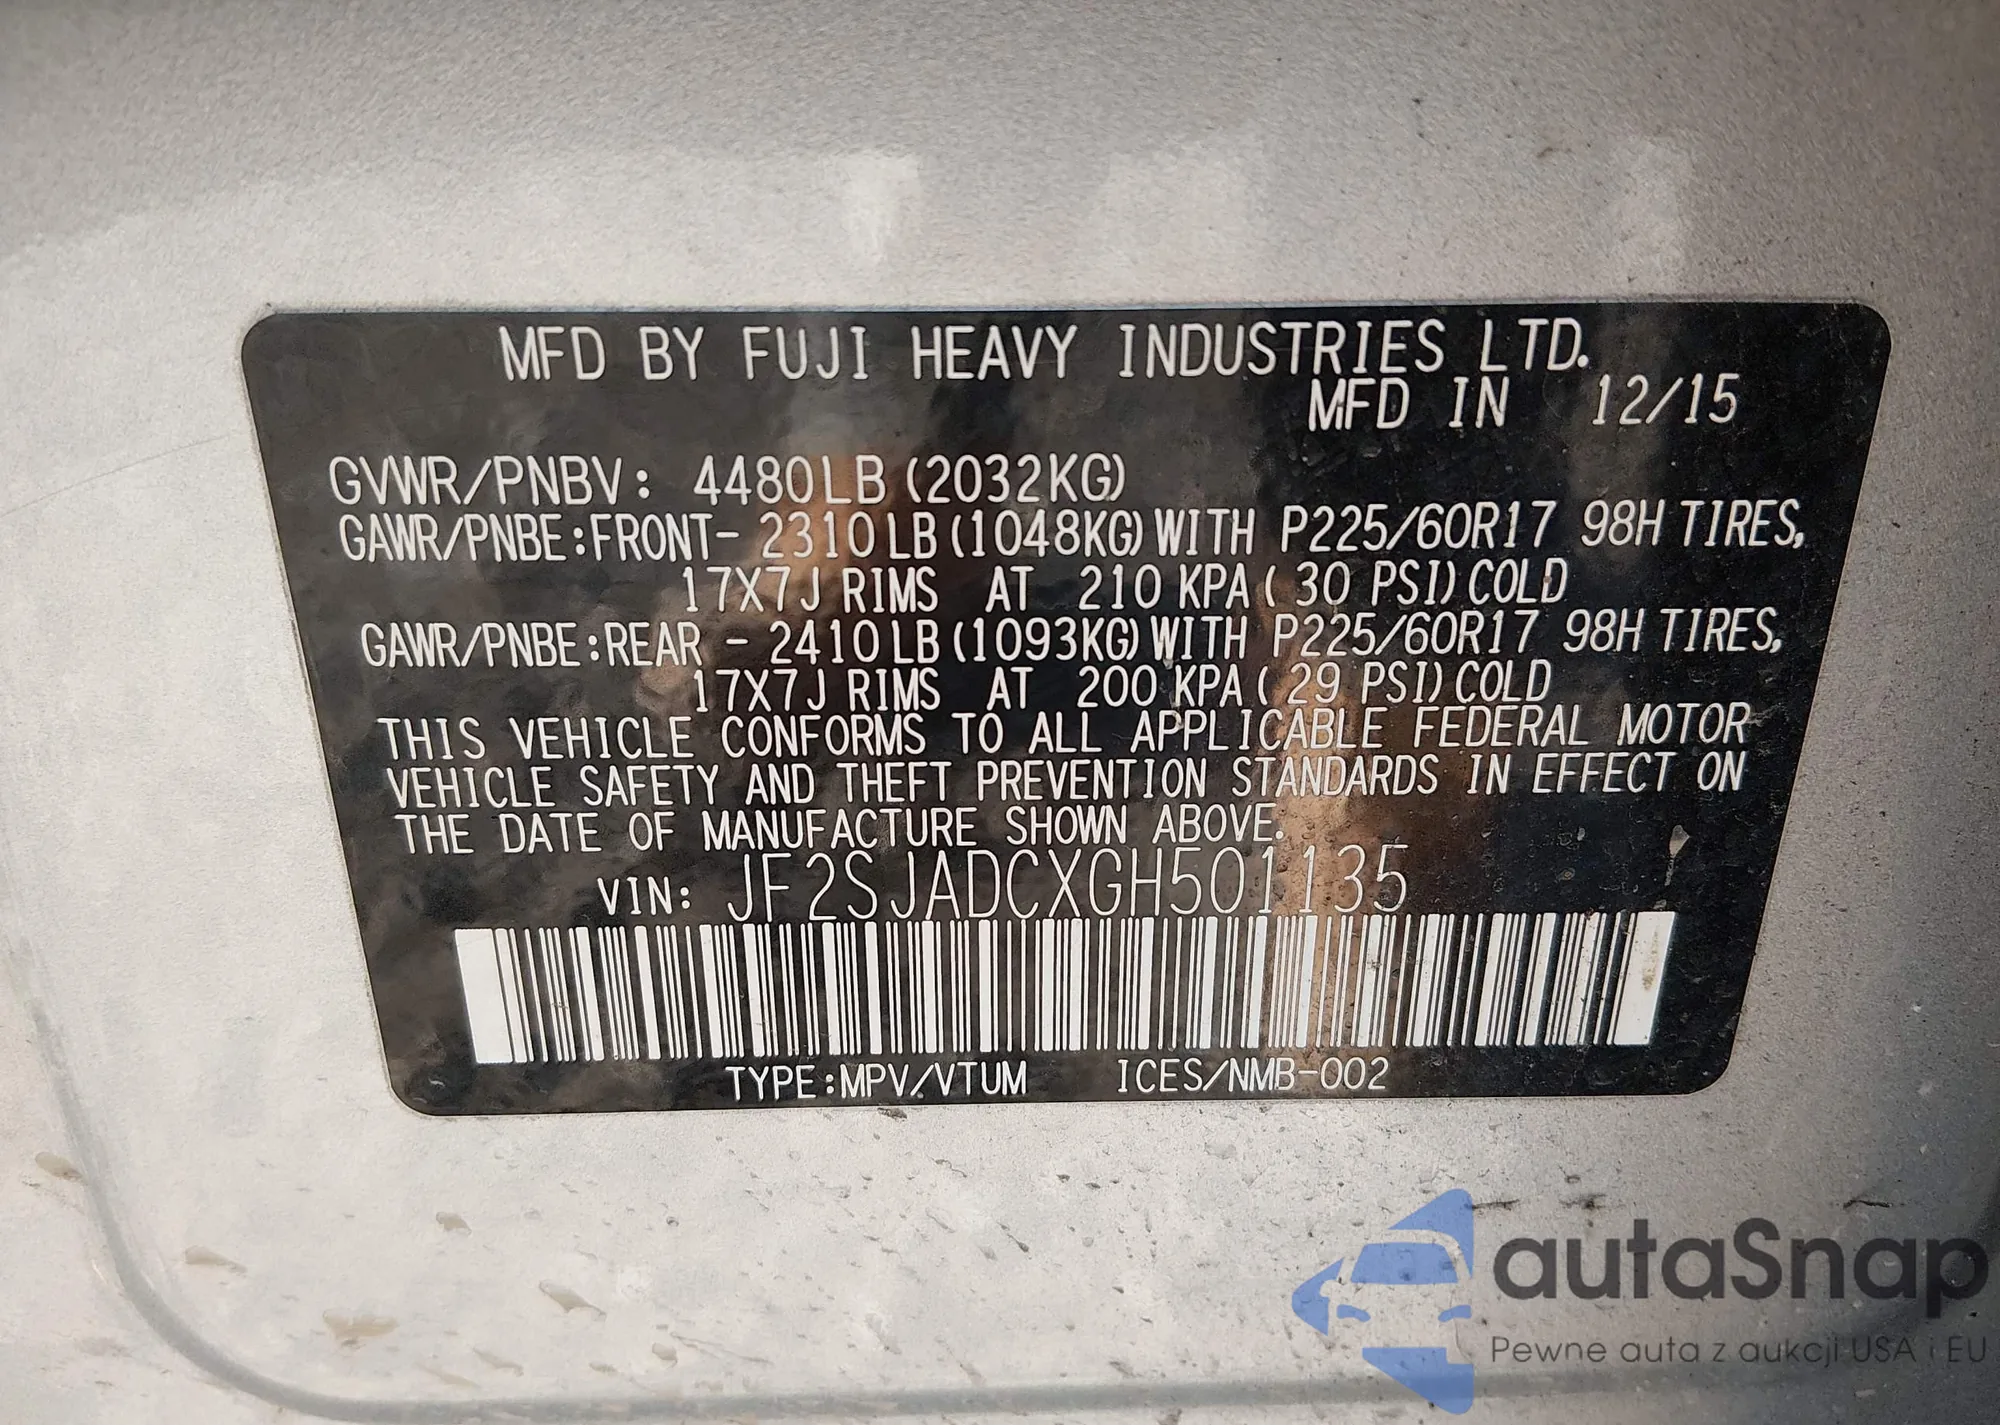 MFD BY FUJI HEAVY INDUSTRIES LTD.
MFD IN 12/15
GVWR/PNBV: 4480LB (2032KG)
GAWR/PNBE:FRONT- 2310LB(1048KG)WITH P225/60R17 98H TIRES,
17X7J RIMS AT 210 KPA( 30 PSI)COLD
GAWR/PNBE:REAR - 2410LB(1093KG)WITH P225/60R17 98H TIRES,
17X7J RIMS AT 200 KPA( 29 PSI)COLD
THIS VEHICLE CONFORMS TO ALL APPLICABLE FEDERAL MOTOR
VEHICLE SAFETY AND THEFT PREVENTION STANDARDS IN EFFECT ON
THE DATE OF MANUFACTURE SHOWN ABOVE.
VIN: JF2SJADCXGH501135
TYPE:MPV/VTUM ICES/NMB-002
autaSnap
Pewne auta z aukcji USA i EU